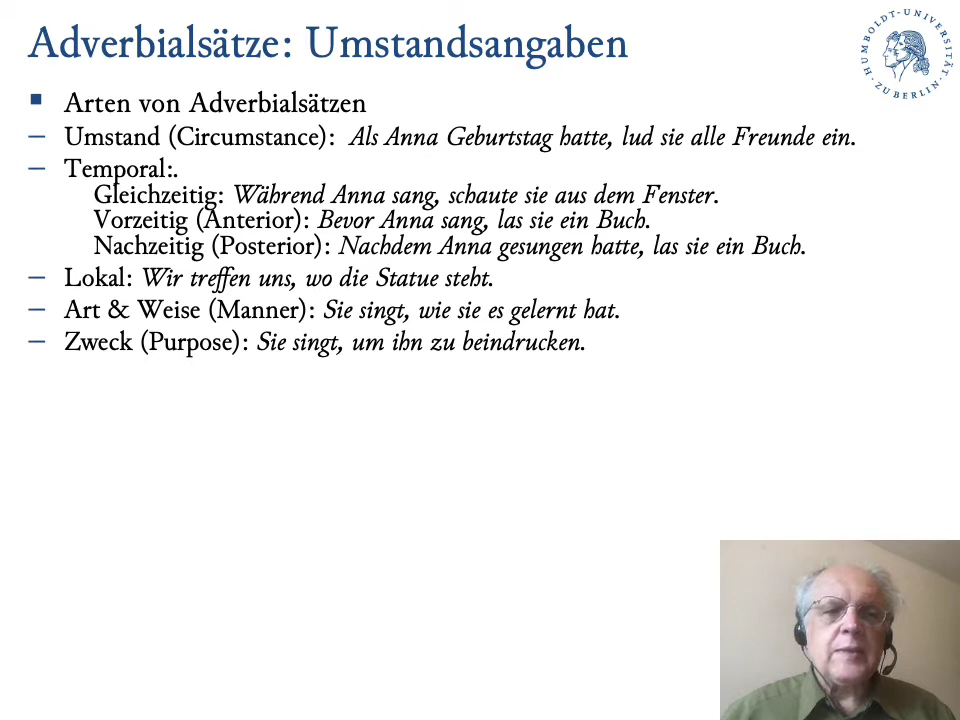 Adverbialsätze: Umstandsangaben
HUMBOLDT-UNIVERSITÄT ZU BERLIN
▪ Arten von Adverbialsätzen
– Umstand (Circumstance): Als Anna Geburtstag hatte, lud sie alle Freunde ein.
– Temporal:.
Gleichzeitig: Während Anna sang, schaute sie aus dem Fenster.
Vorzeitig (Anterior): Bevor Anna sang, las sie ein Buch.
Nachzeitig (Posterior): Nachdem Anna gesungen hatte, las sie ein Buch.
– Lokal: Wir treffen uns, wo die Statue steht.
– Art & Weise (Manner): Sie singt, wie sie es gelernt hat.
– Zweck (Purpose): Sie singt, um ihn zu beindrucken.